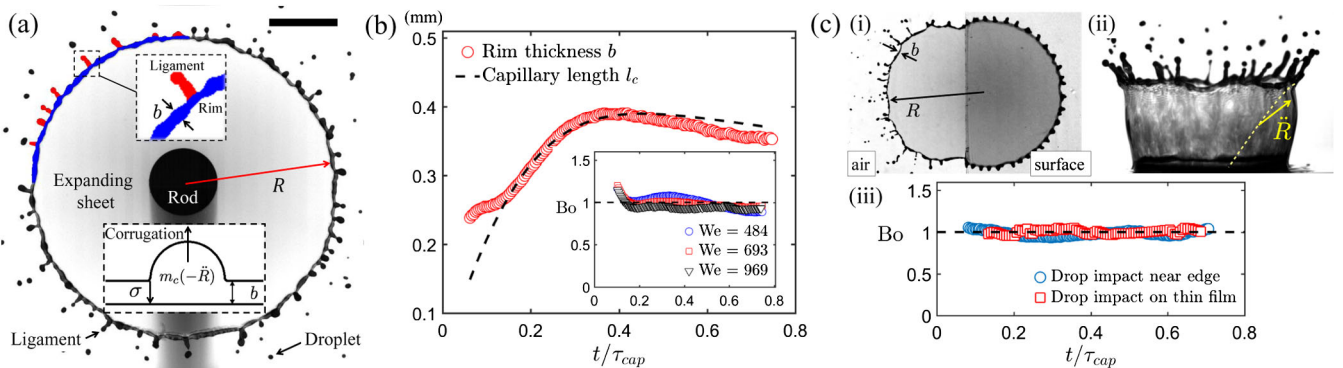 (a)
Ligament
b
Rim
Expanding
sheet
Rod
R
Corrugation
m_c(-R̈)
σ
b
Ligament
Droplet
(b)
(mm)
0.5
0.4
0.3
0.2
0.1
Rim thickness b
Capillary length l_c
Bo
1.5
1
0.5
0 0.2 0.4 0.6 0.8
We = 484
We = 693
We = 969
0 0.2 0.4 0.6 0.8
t/τ_cap
(c)
(i)
b
R
air
surface
(ii)
R̈
(iii)
Bo
1.5
1
0.5
0
Drop impact near edge
Drop impact on thin film
0 0.2 0.4 0.6 0.8
t/τ_cap